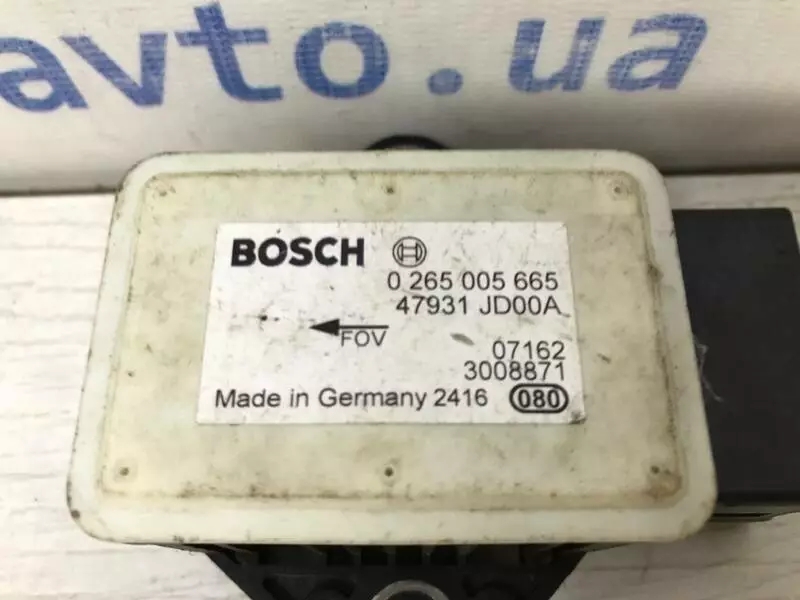 avto.ua
BOSCH
0 265 005 665
47931 JD00A
FOV
07162
3008871
Made in Germany 2416 080